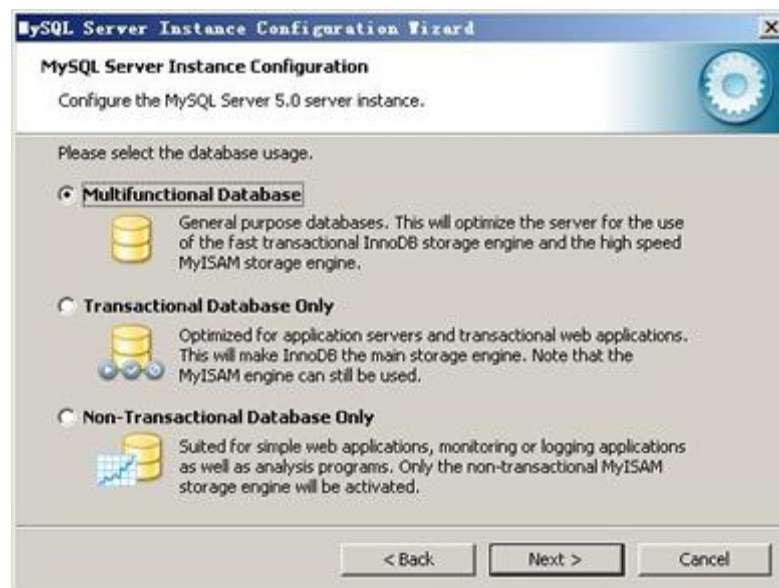 MySQL Server Instance Configuration Wizard
MySQL Server Instance Configuration
Configure the MySQL Server 5.0 server instance.
Please select the database usage.
Multifunctional Database
General purpose databases. This will optimize the server for the use
of the fast transactional InnoDB storage engine and the high speed
MyISAM storage engine.
Transactional Database Only
Optimized for application servers and transactional web applications.
This will make InnoDB the main storage engine. Note that the
MyISAM engine can still be used.
Non-Transactional Database Only
Suited for simple web applications, monitoring or logging applications
as well as analysis programs. Only the non-transactional MyISAM
storage engine will be activated.
< Back Next > Cancel